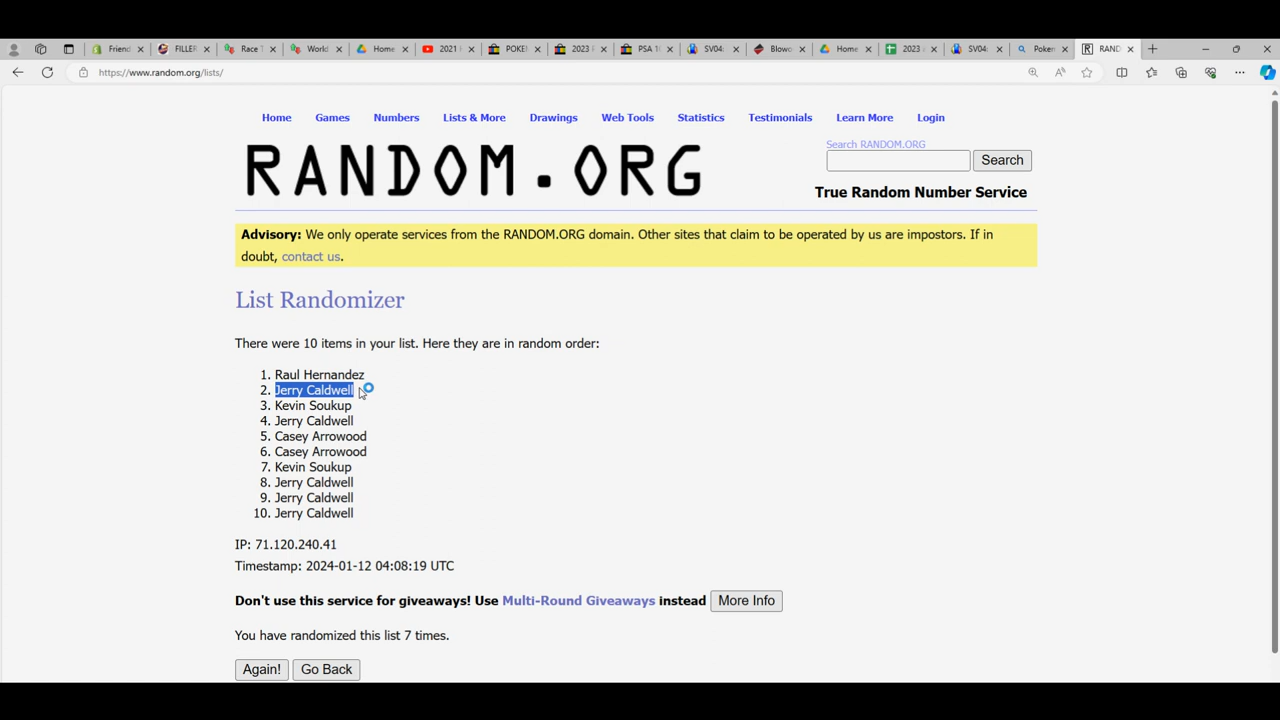 Friend
FILLER
Race T
World
Home
2021 H
POKEM
2023 P
PSA 10
SV04:
Blowo
Home
2023
SV04:
Poken
RAND
https://www.random.org/lists/
Home Games Numbers Lists & More Drawings Web Tools Statistics Testimonials Learn More Login
Search RANDOM.ORG
RANDOM.ORG
Search
True Random Number Service
Advisory: We only operate services from the RANDOM.ORG domain. Other sites that claim to be operated by us are impostors. If in
doubt, contact us.
List Randomizer
There were 10 items in your list. Here they are in random order:
1. Raul Hernandez
2. Jerry Caldwell
3. Kevin Soukup
4. Jerry Caldwell
5. Casey Arrowood
6. Casey Arrowood
7. Kevin Soukup
8. Jerry Caldwell
9. Jerry Caldwell
10. Jerry Caldwell
IP: 71.120.240.41
Timestamp: 2024-01-12 04:08:19 UTC
Don't use this service for giveaways! Use Multi-Round Giveaways instead More Info
You have randomized this list 7 times.
Again! Go Back